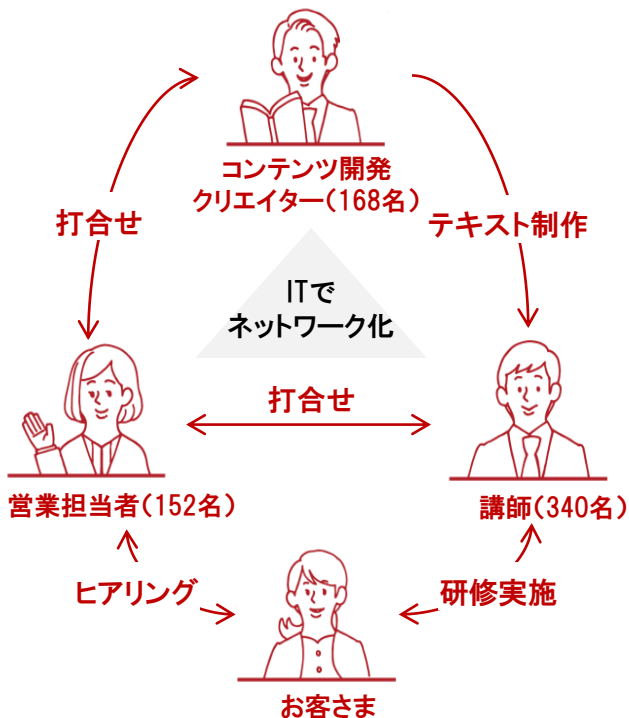 コンテンツ開発
クリエイター(168名)
打合せ
テキスト制作
ITで
ネットワーク化
打合せ
営業担当者(152名)
講師(340名)
ヒアリング
研修実施
お客さま